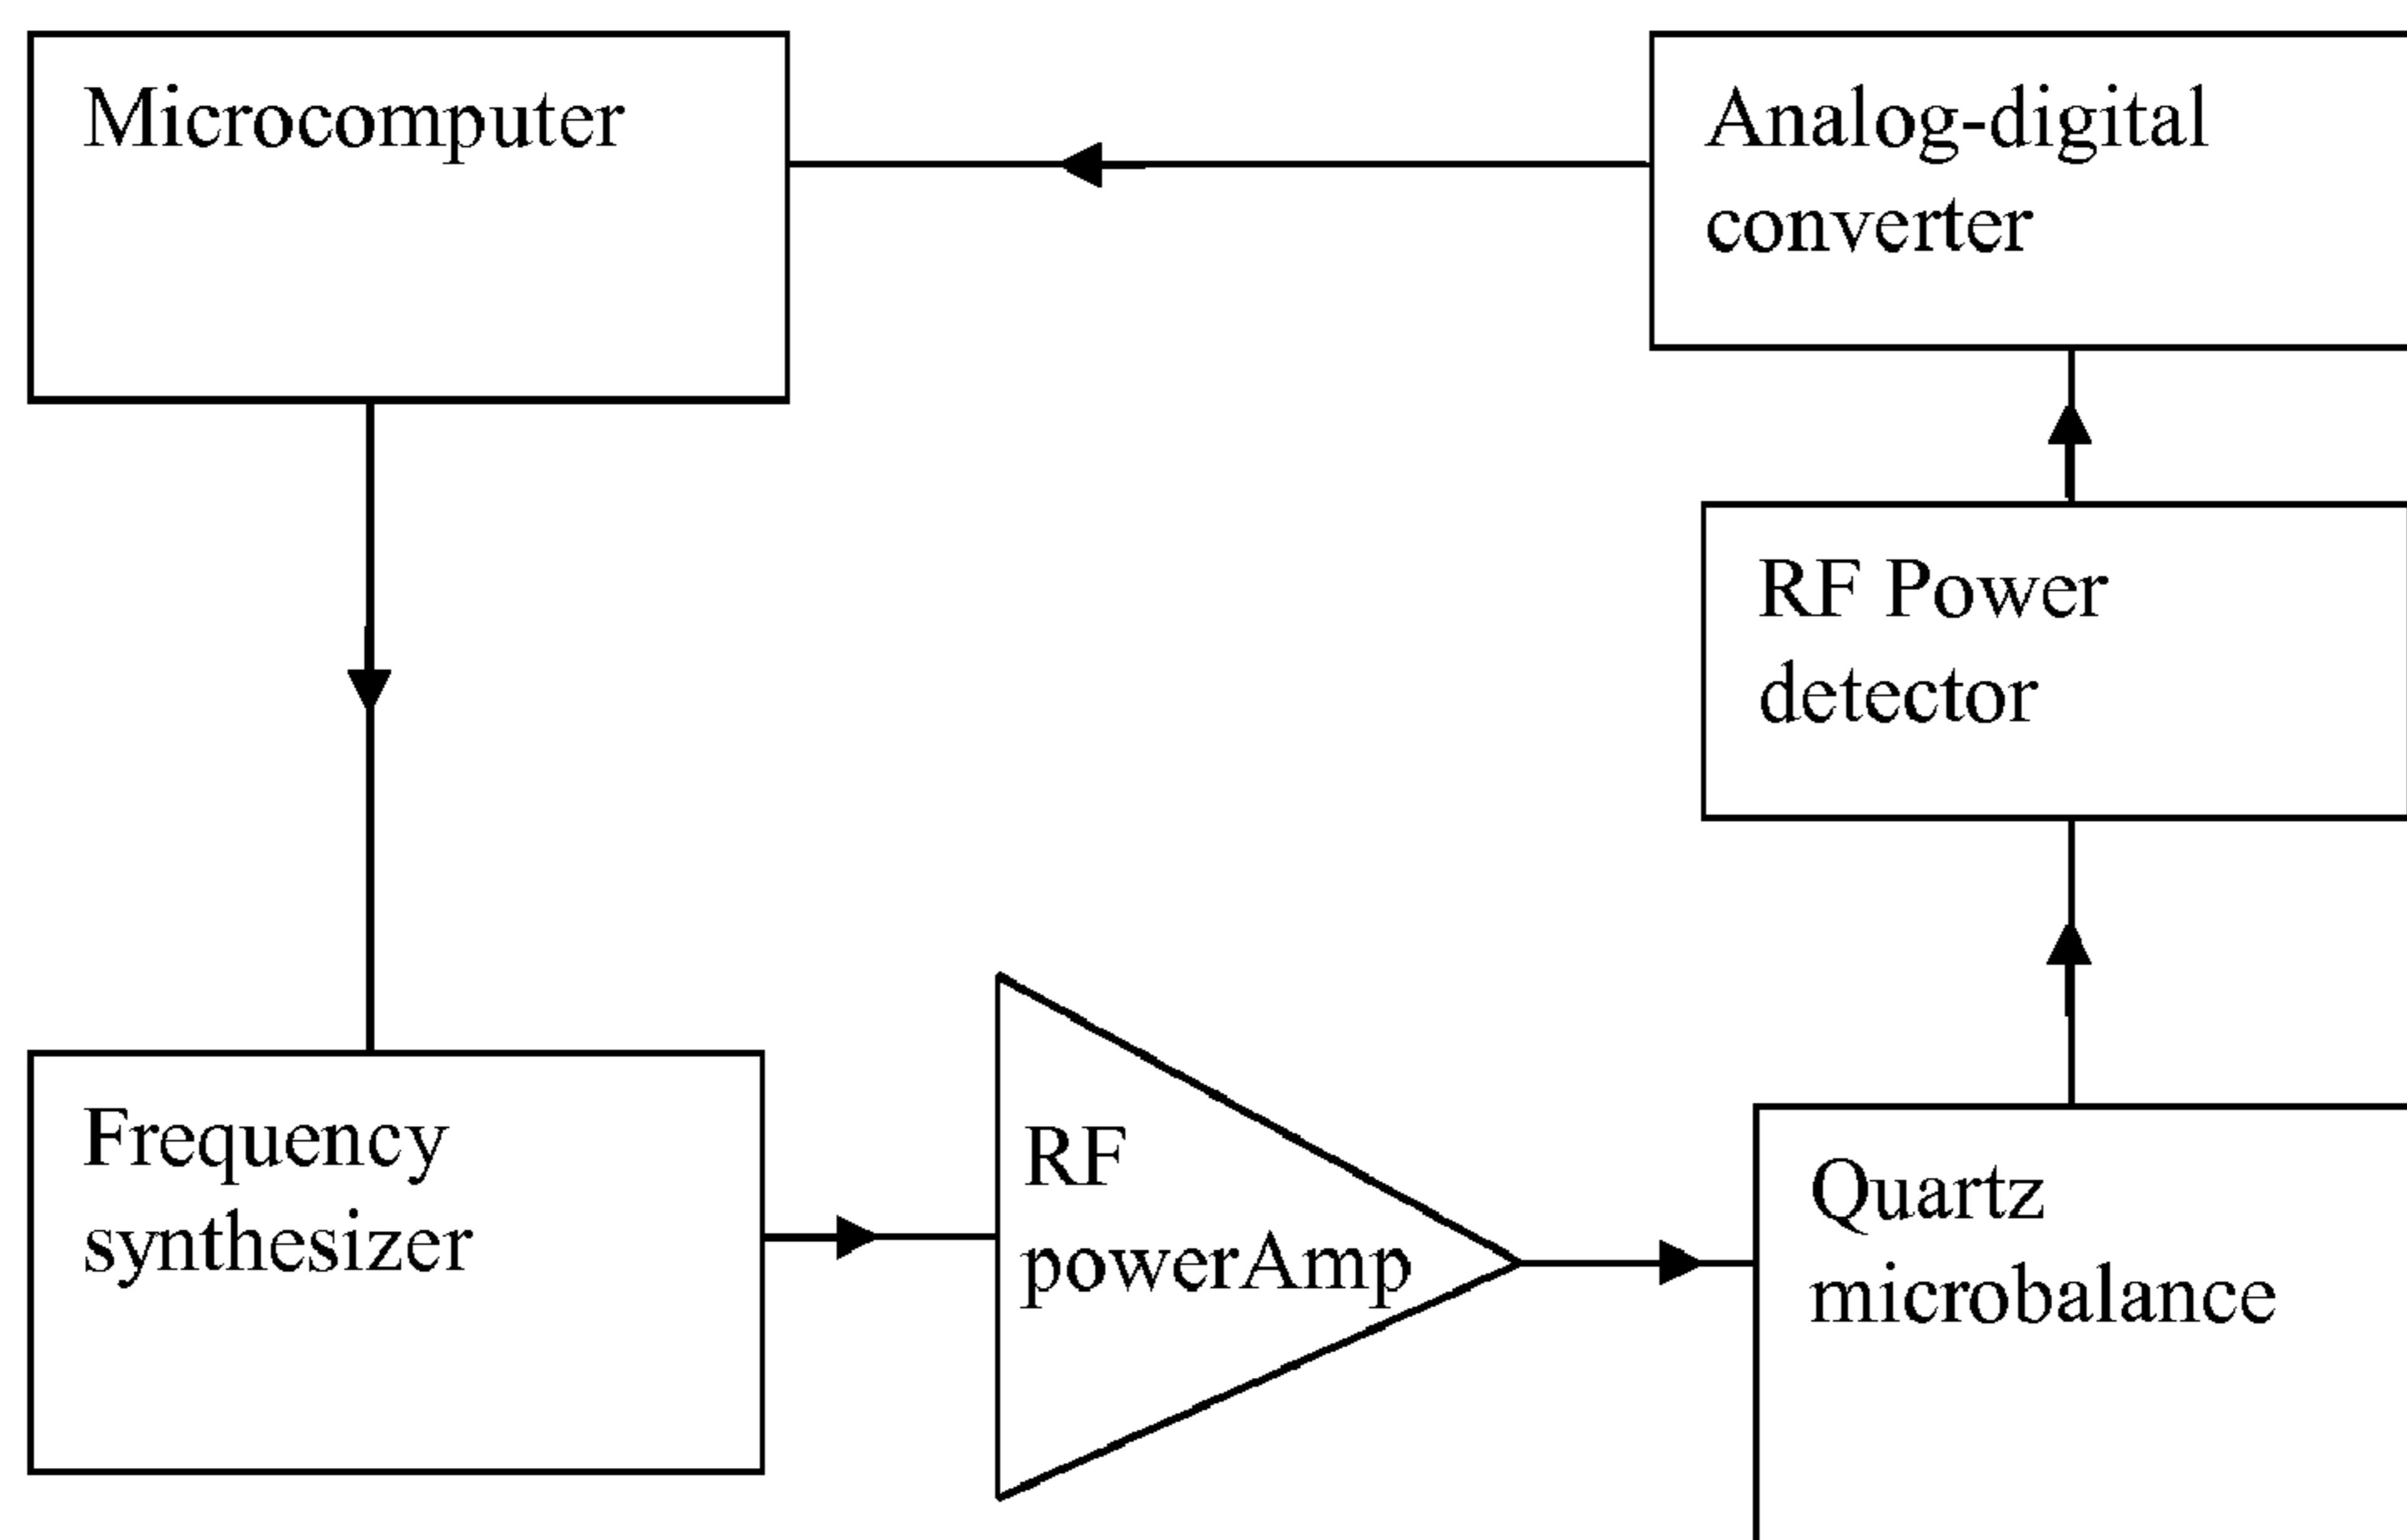 Microcomputer
Analog-digital
converter
RF Power
detector
Frequency
synthesizer
RF
powerAmp
Quartz
microbalance